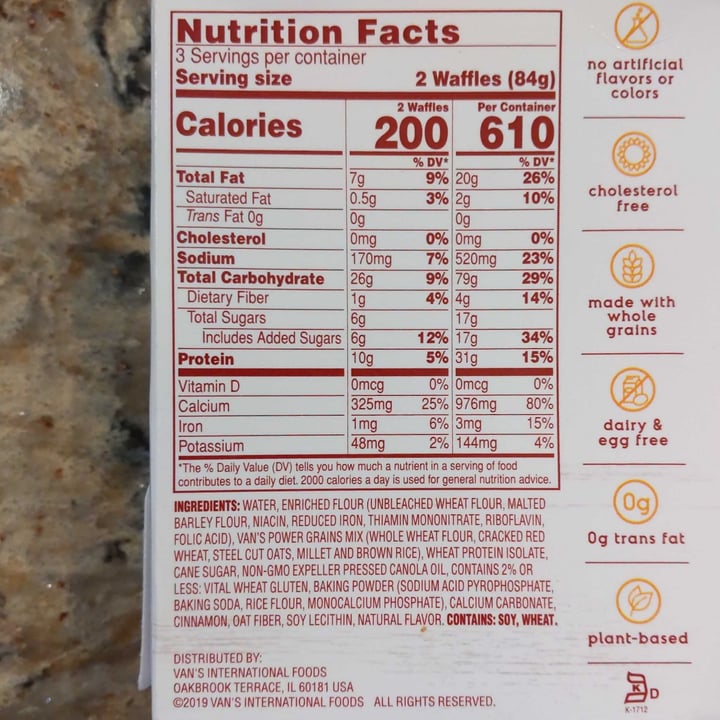 Nutrition Facts
3 Servings per container
Serving size 2 Waffles (84g)
2 Waffles Per Container
Calories 200 610
% DV* % DV*
Total Fat 7g 9% 20g 26%
Saturated Fat 0.5g 3% 2g 10%
Trans Fat 0g 0g 0g
Cholesterol 0mg 0% 0mg 0%
Sodium 170mg 7% 520mg 23%
Total Carbohydrate 26g 9% 79g 29%
Dietary Fiber 1g 4% 4g 14%
Total Sugars 6g 17g
Includes Added Sugars 6g 12% 17g 34%
Protein 10g 5% 31g 15%
Vitamin D 0mcg 0% 0mcg 0%
Calcium 325mg 25% 976mg 80%
Iron 1mg 6% 3mg 15%
Potassium 48mg 2% 144mg 4%
*The % Daily Value (DV) tells you how much a nutrient in a serving of food
contributes to a daily diet. 2000 calories a day is used for general nutrition advice.
INGREDIENTS: WATER, ENRICHED FLOUR (UNBLEACHED WHEAT FLOUR, MALTED
BARLEY FLOUR, NIACIN, REDUCED IRON, THIAMIN MONONITRATE, RIBOFLAVIN,
FOLIC ACID), VAN'S POWER GRAINS MIX (WHOLE WHEAT FLOUR, CRACKED RED
WHEAT, STEEL CUT OATS, MILLET AND BROWN RICE), WHEAT PROTEIN ISOLATE,
CANE SUGAR, NON-GMO EXPELLER PRESSED CANOLA OIL, CONTAINS 2% OR
LESS: VITAL WHEAT GLUTEN, BAKING POWDER (SODIUM ACID PYROPHOSPHATE,
BAKING SODA, RICE FLOUR, MONOCALCIUM PHOSPHATE), CALCIUM CARBONATE,
CINNAMON, OAT FIBER, SOY LECITHIN, NATURAL FLAVOR. CONTAINS: SOY, WHEAT.
DISTRIBUTED BY:
VAN'S INTERNATIONAL FOODS
OAKBROOK TERRACE, IL 60181 USA
©2019 VAN'S INTERNATIONAL FOODS ALL RIGHTS RESERVED.
no artificial
flavors or
colors
cholesterol
free
made with
whole
grains
dairy &
egg free
0g
0g trans fat
plant-based
K D
K-1712